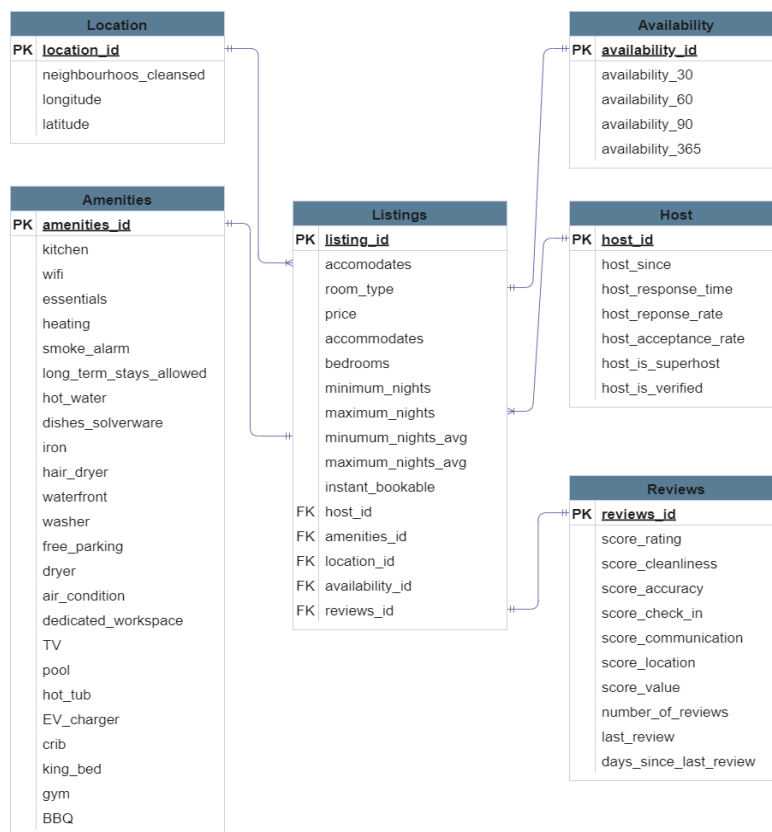 Location
PK location_id
neighbourhoos_cleansed
longitude
latitude
Amenities
PK amenities_id
kitchen
wifi
essentials
heating
smoke_alarm
long_term_stays_allowed
hot_water
dishes_solverware
iron
hair_dryer
waterfront
washer
free_parking
dryer
air_condition
dedicated_workspace
TV
pool
hot_tub
EV_charger
crib
king_bed
gym
BBQ
Listings
PK listing_id
accomodates
room_type
price
accommodates
bedrooms
minimum_nights
maximum_nights
minumum_nights_avg
maximum_nights_avg
instant_bookable
FK host_id
FK amenities_id
FK location_id
FK availability_id
FK reviews_id
Availability
PK availability_id
availability_30
availability_60
availability_90
availability_365
Host
PK host_id
host_since
host_response_time
host_reponse_rate
host_acceptance_rate
host_is_superhost
host_is_verified
Reviews
PK reviews_id
score_rating
score_cleanliness
score_accuracy
score_check_in
score_communication
score_location
score_value
number_of_reviews
last_review
days_since_last_review